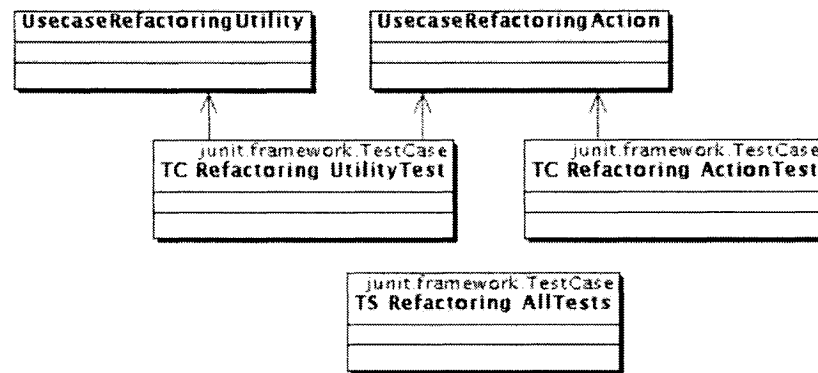 UsecaseRefactoringUtility
UsecaseRefactoringAction
junit.framework.TestCase
TC Refactoring UtilityTest
junit.framework.TestCase
TC Refactoring ActionTest
junit.framework.TestCase
TS Refactoring AllTests